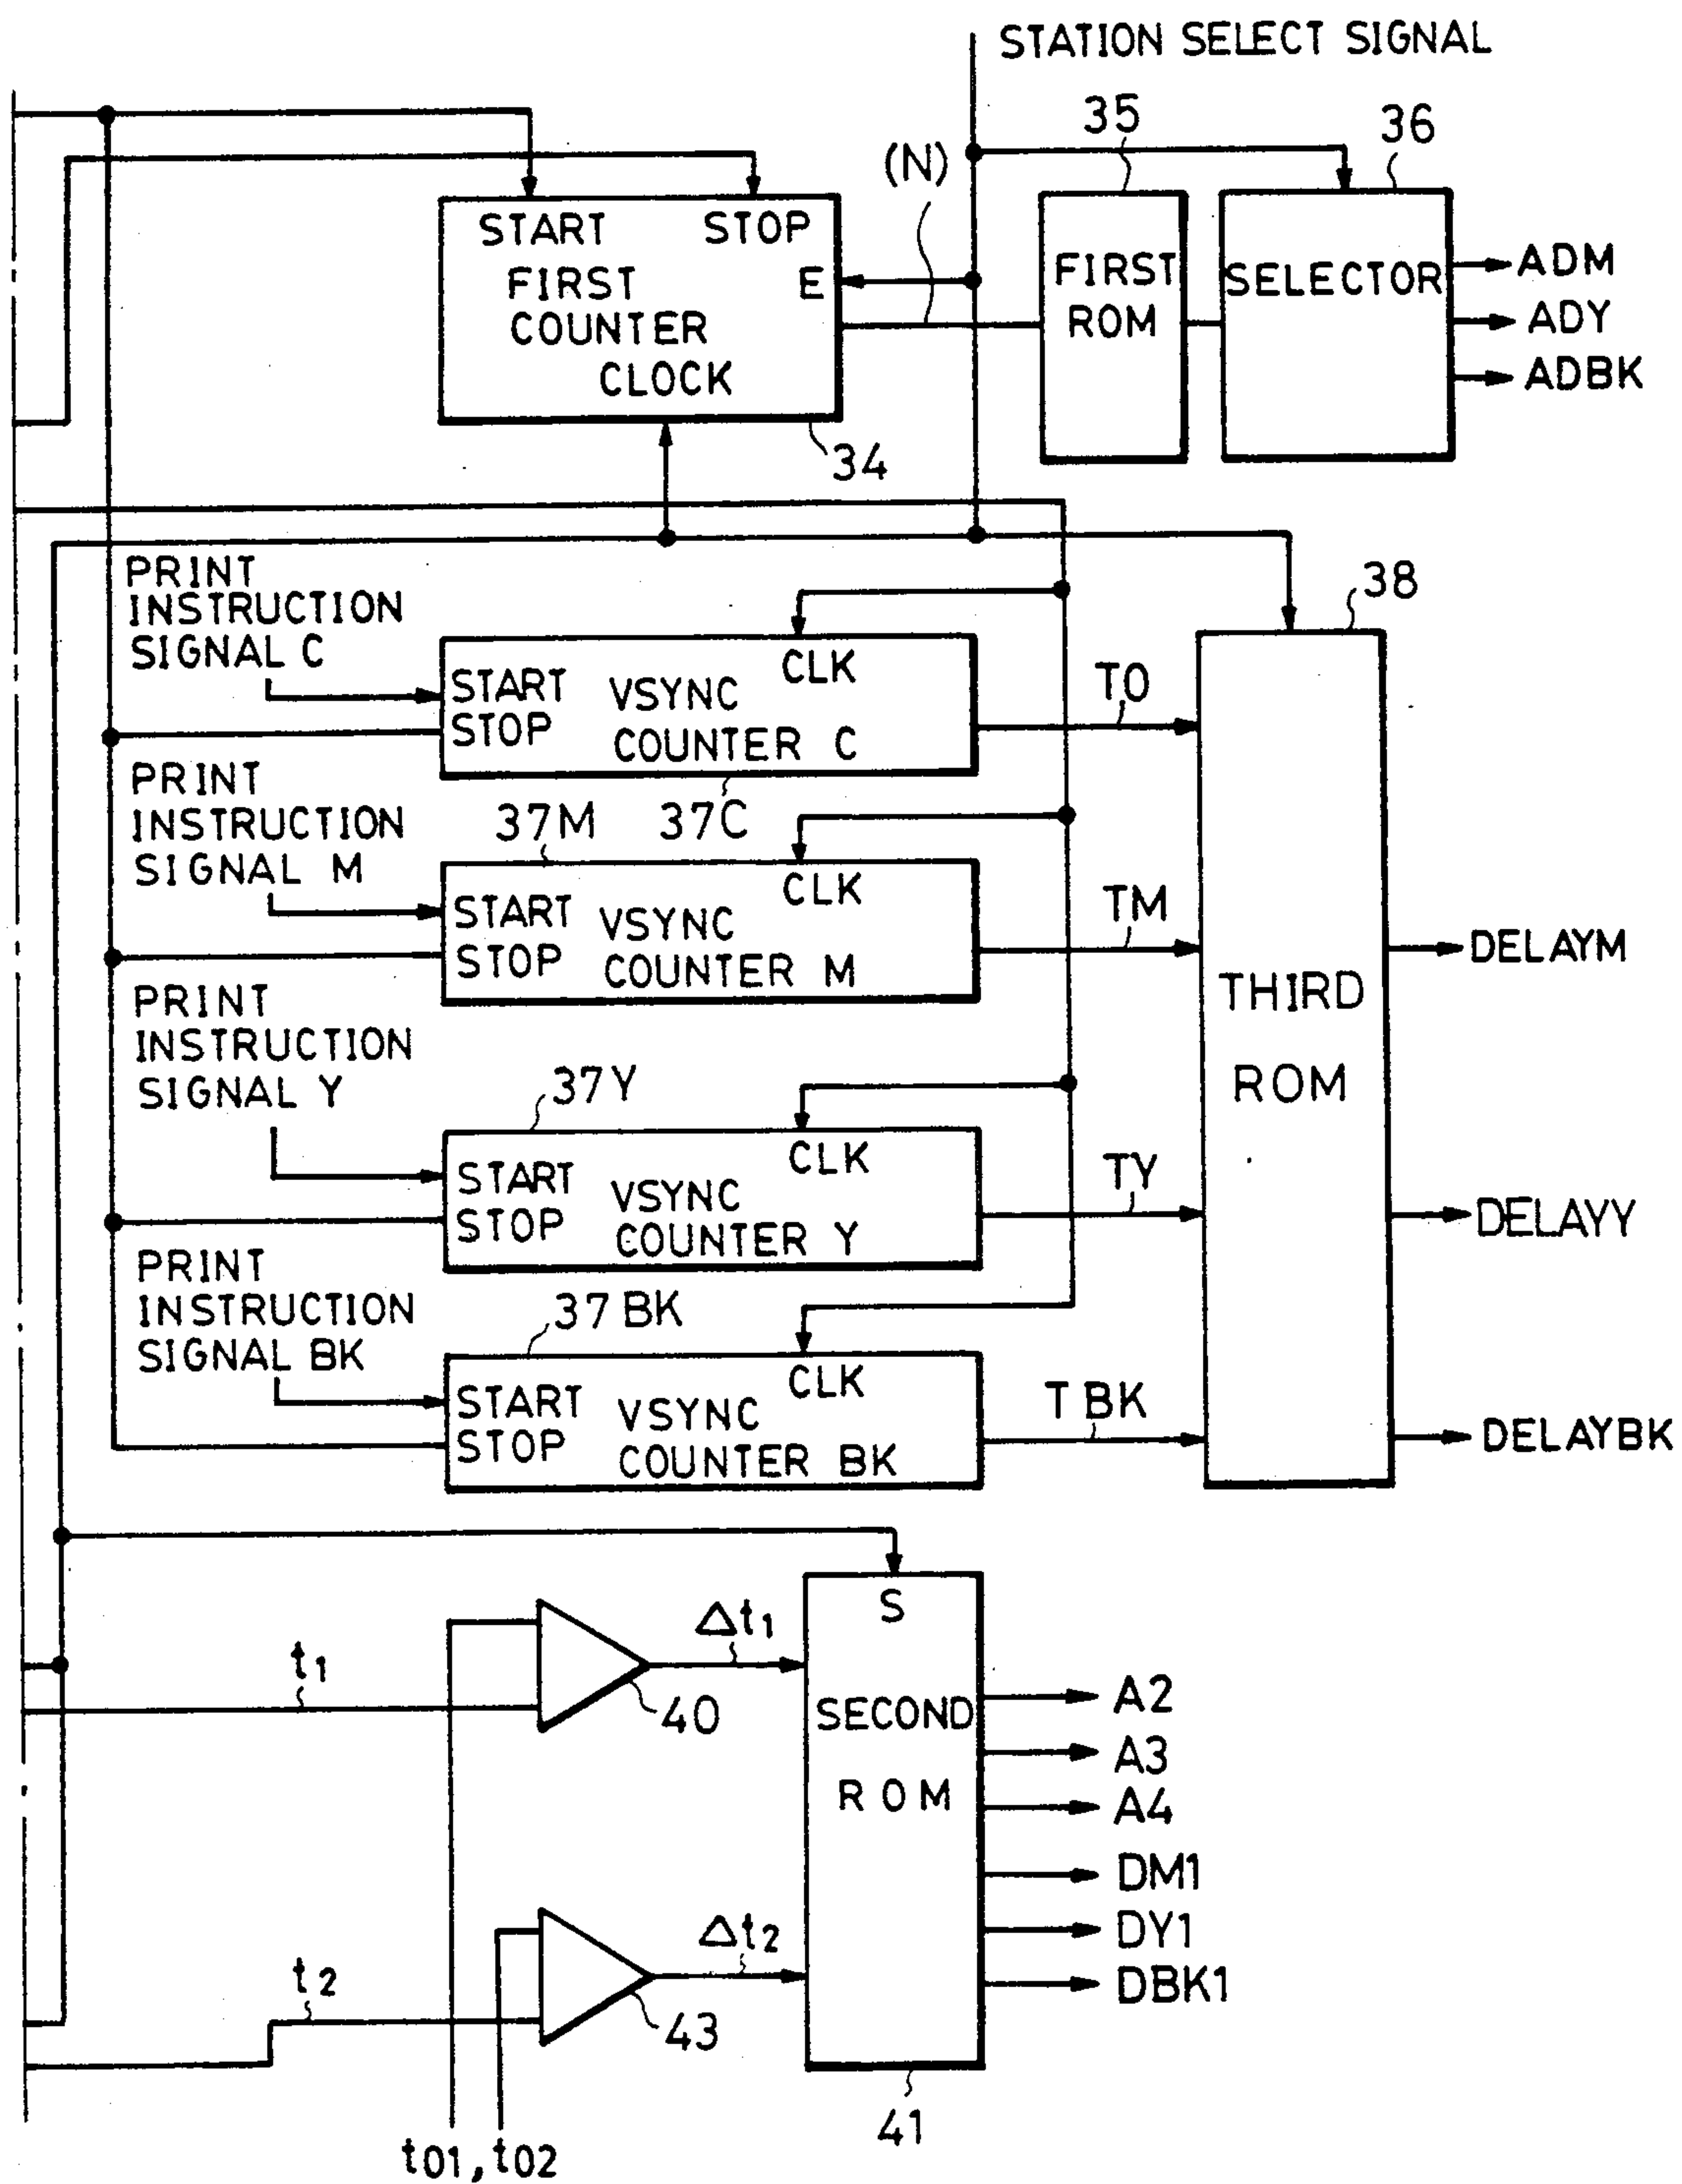 STATION SELECT SIGNAL
35
36
(N)
START STOP
E
FIRST
COUNTER
CLOCK
34
FIRST
ROM
SELECTOR
ADM
ADY
ADBK
PRINT
INSTRUCTION
SIGNAL C
START
STOP
VSYNC
COUNTER C
CLK
37C
TO
38
PRINT
INSTRUCTION
SIGNAL M
37M
START
STOP
VSYNC
COUNTER M
CLK
TM
THIRD
ROM
DELAYM
PRINT
INSTRUCTION
SIGNAL Y
37Y
START
STOP
VSYNC
COUNTER Y
CLK
TY
DELAYY
PRINT
INSTRUCTION
SIGNAL BK
37BK
START
STOP
VSYNC
COUNTER BK
CLK
TBK
DELAYBK
S
t1
Δt1
40
SECOND
ROM
A2
A3
A4
DM1
DY1
DBK1
t2
Δt2
43
41
t01, t02